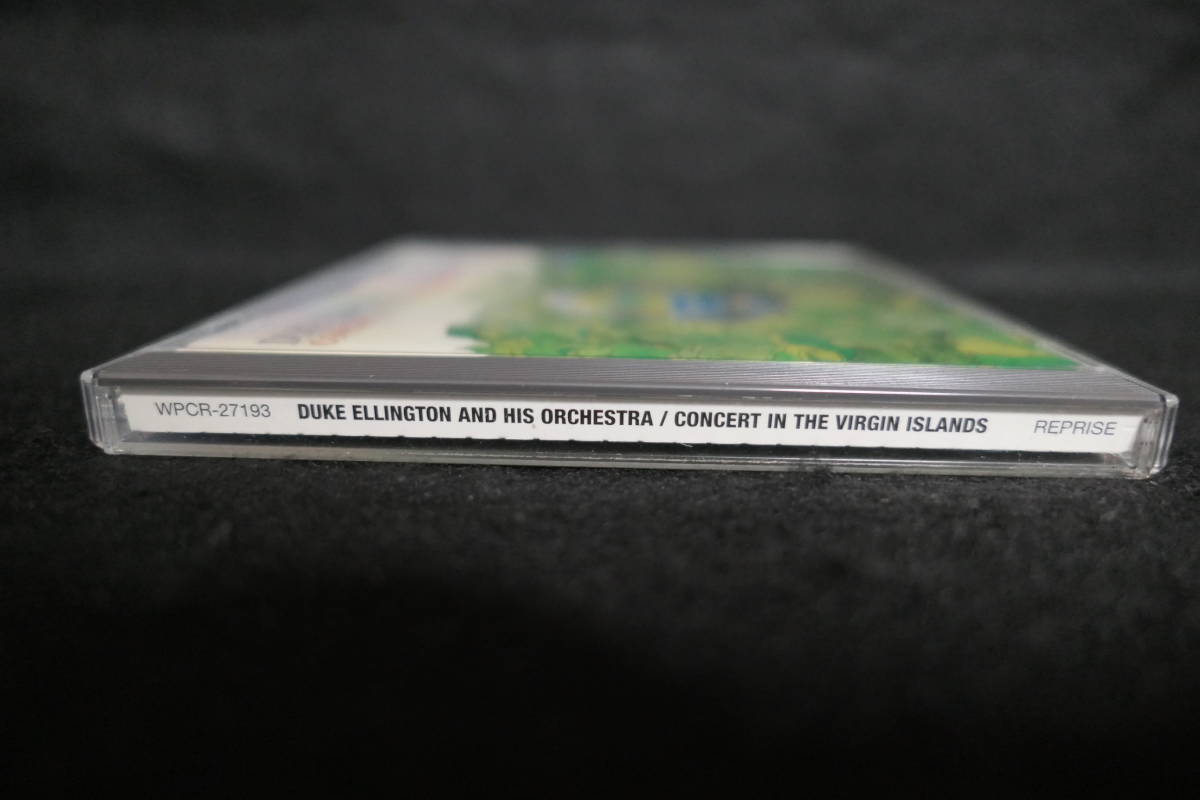 WPCR-27193 DUKE ELLINGTON AND HIS ORCHESTRA / CONCERT IN THE VIRGIN ISLANDS REPRISE